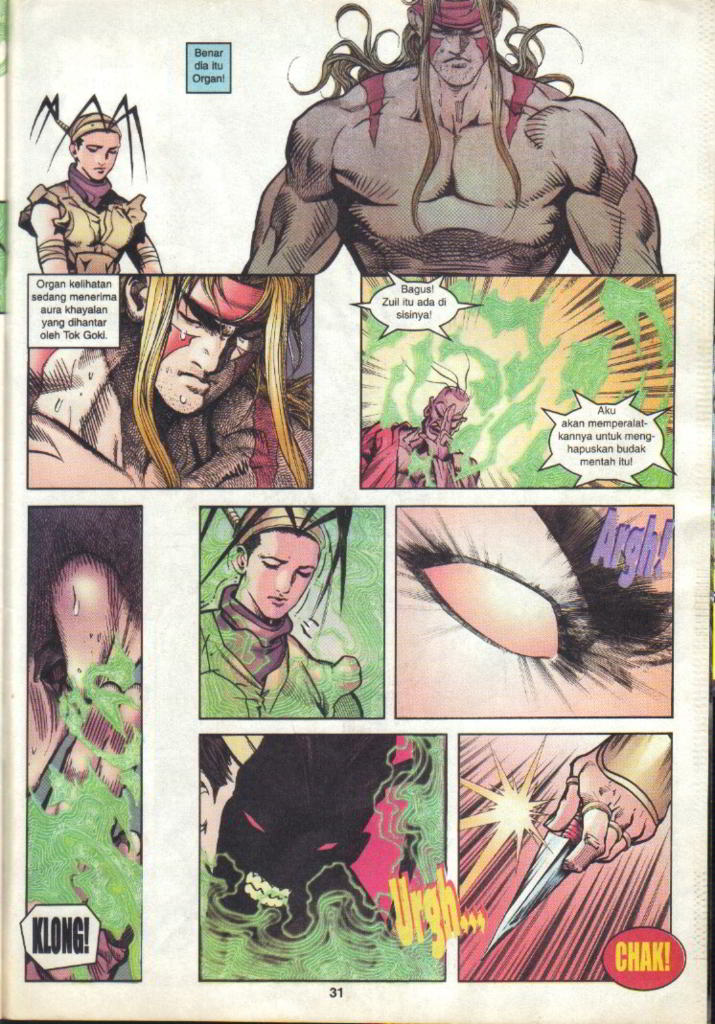 Benar
dia itu
Organ!
Organ kelihatan
sedang menerima
aura khayalan
yang dihantar
oleh Tok Goki.
Bagus!
Zuil itu ada di
sisinya!
Aku
akan memperalat-
kannya untuk meng-
hapuskan budak
mentah itu!
KLONG!
Argh!
Urgh...
CHAK!
31